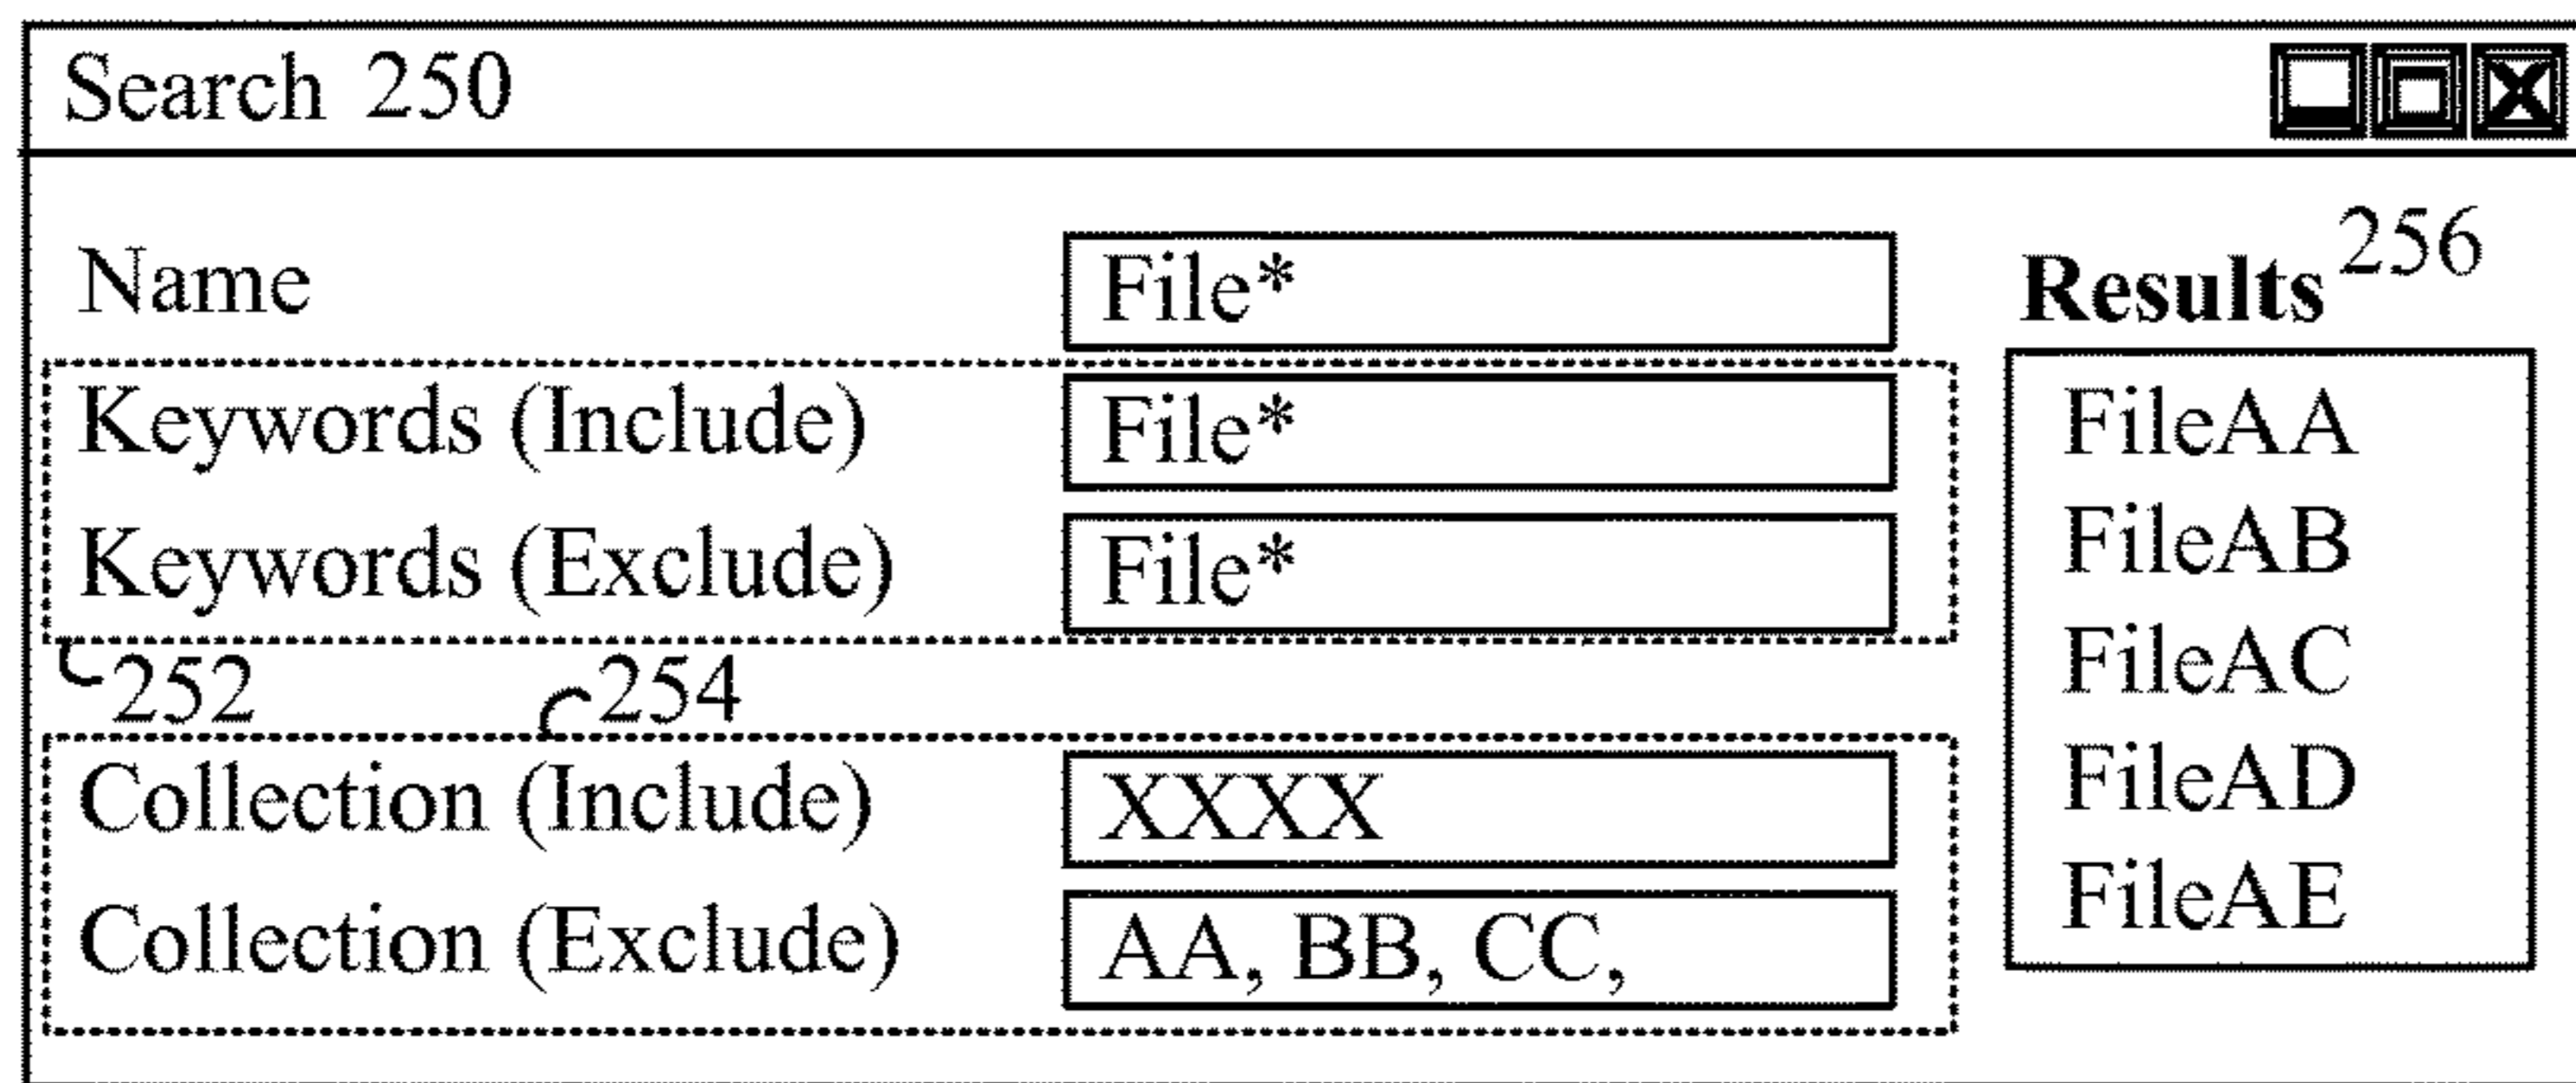 Search 250
Name File*
Results 256
Keywords (Include) File*
Keywords (Exclude) File*
252 254
Collection (Include) XXXX
Collection (Exclude) AA, BB, CC,
FileAA
FileAB
FileAC
FileAD
FileAE